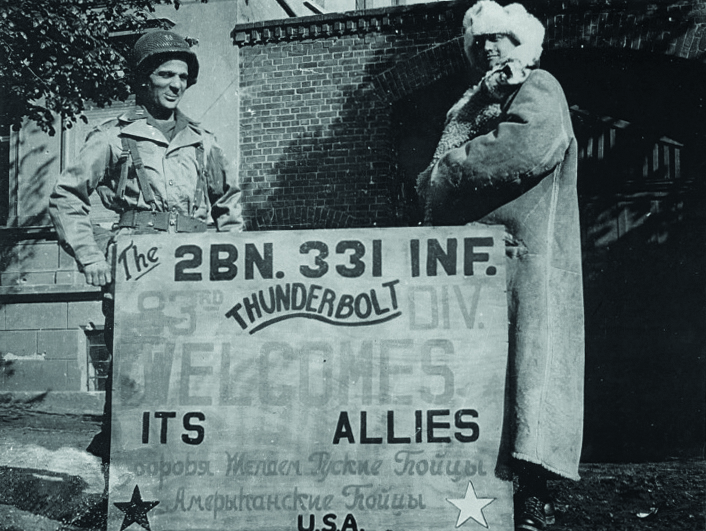 The 2BN. 331 INF.
83RD THUNDERBOLT DIV.
WELCOMES
ITS ALLIES
Желаем Руские Бойцы
Американские Бойцы
U.S.A.